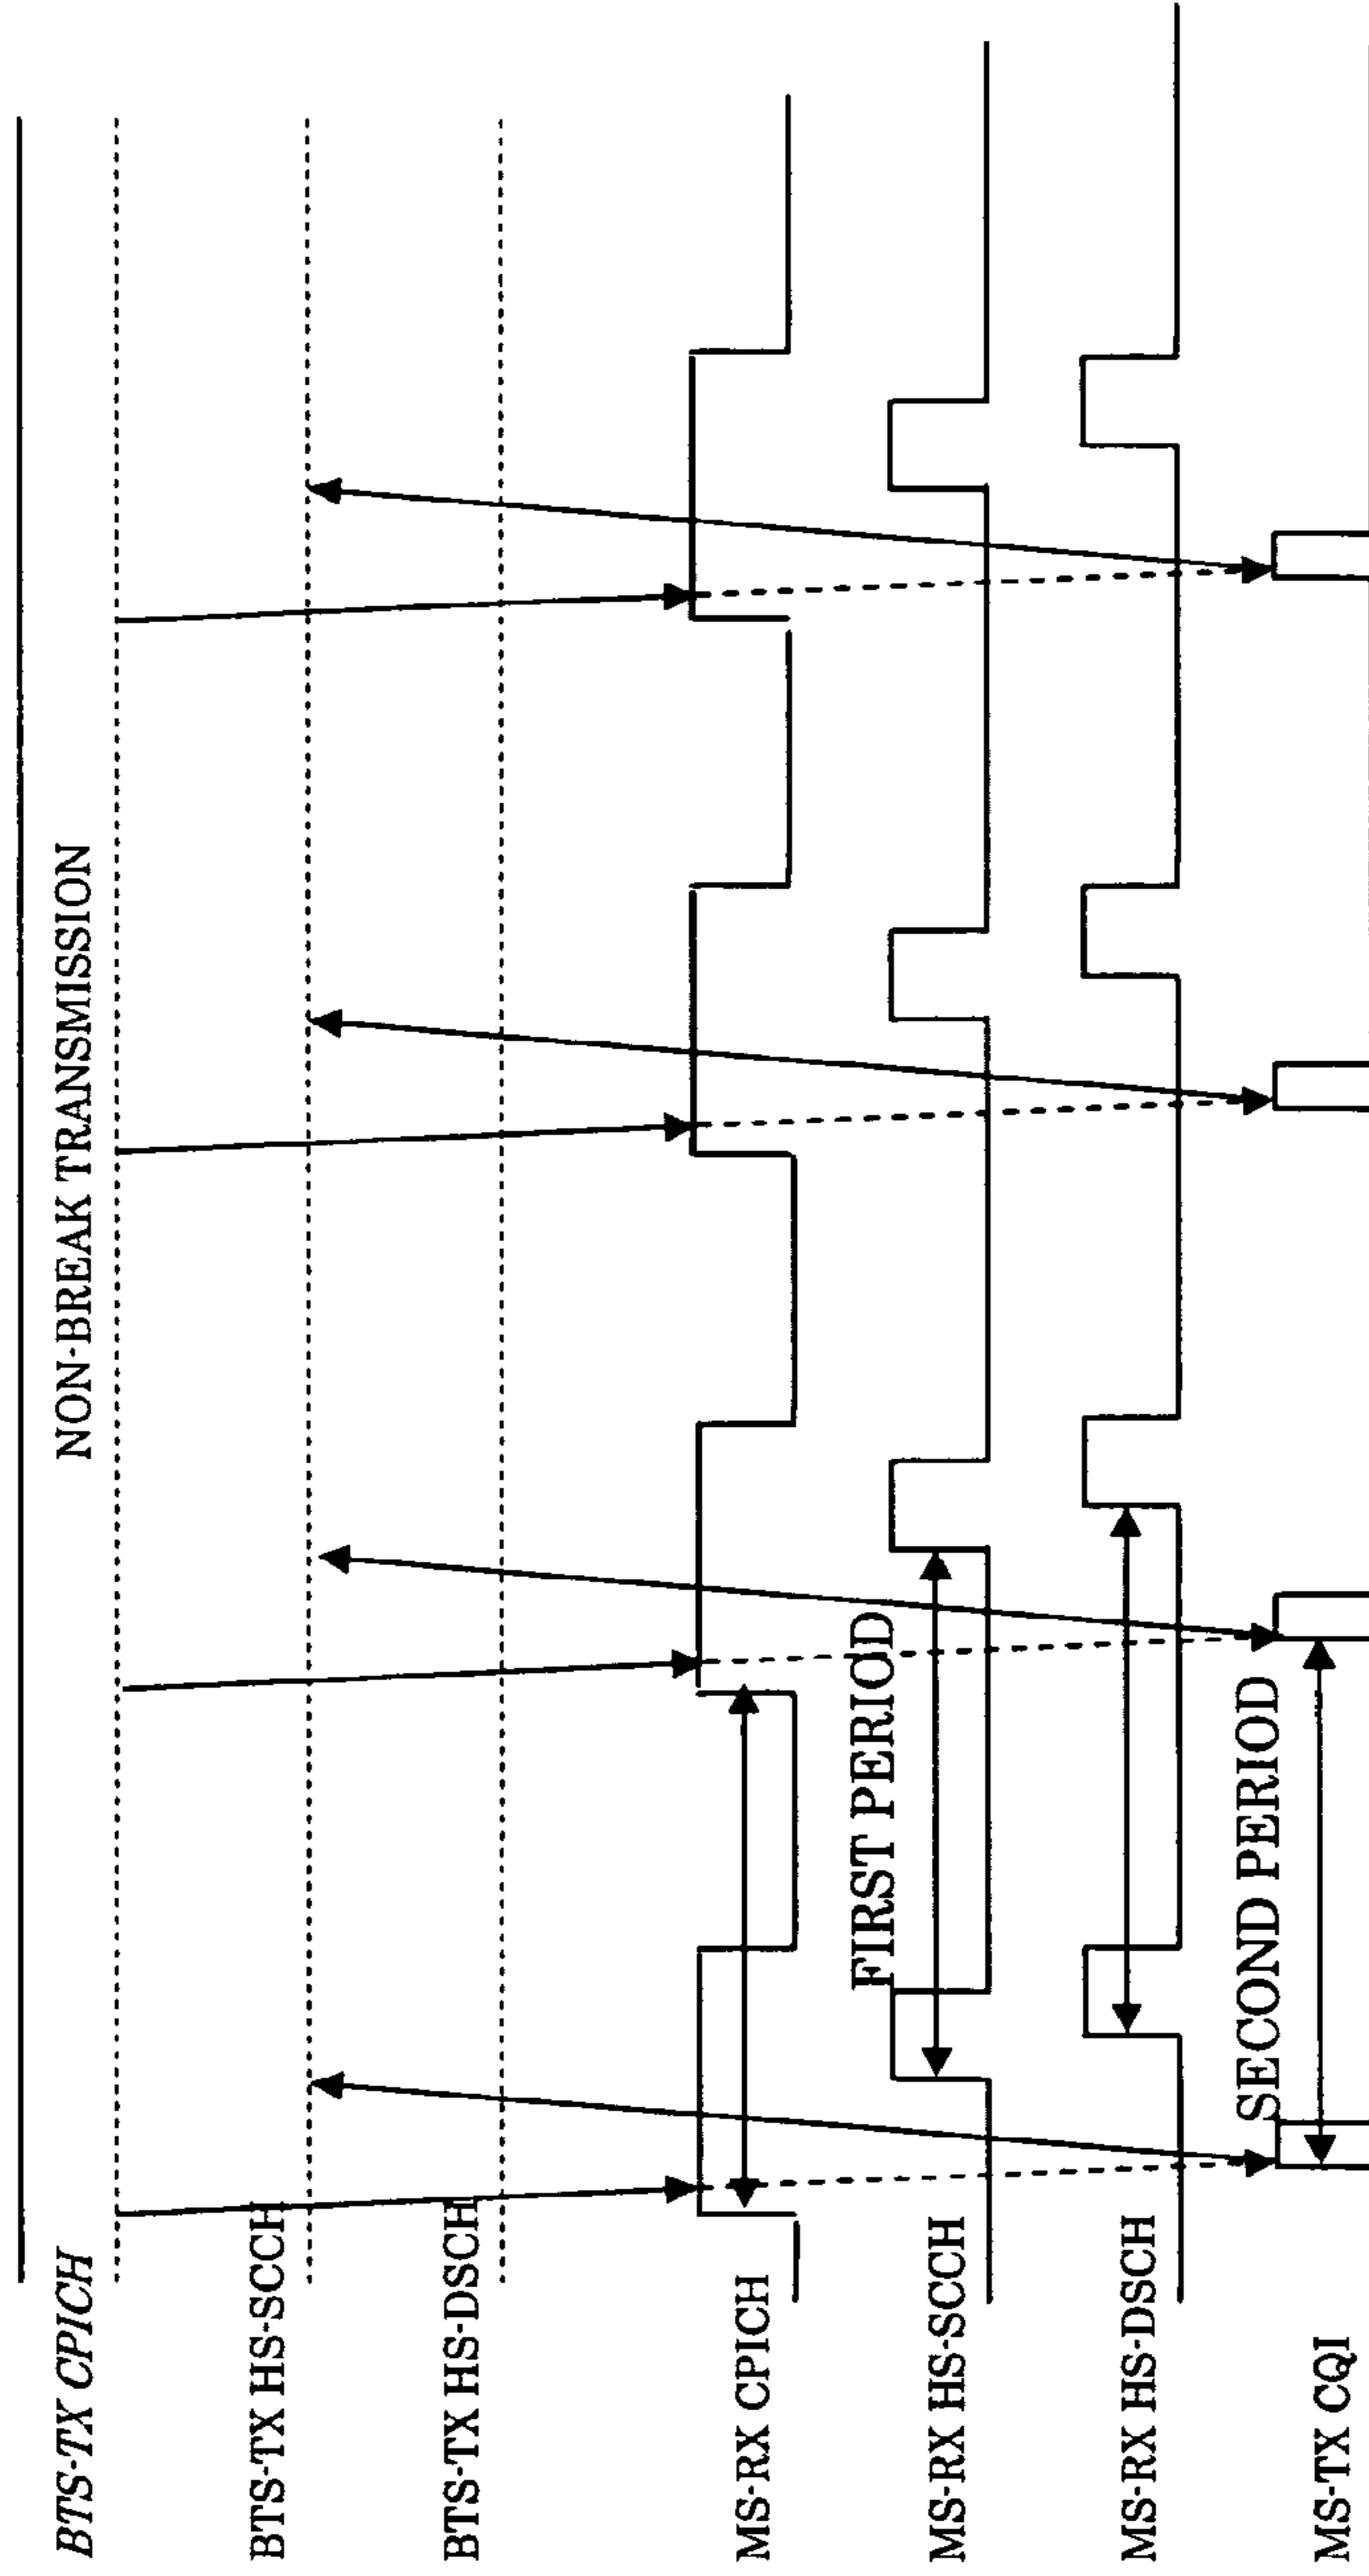 BTS-TX CPICH
NON-BREAK TRANSMISSION
BTS-TX HS-SCCH
BTS-TX HS-DSCH
MS-RX CPICH
FIRST PERIOD
MS-RX HS-SCCH
MS-RX HS-DSCH
SECOND PERIOD
MS-TX CQI